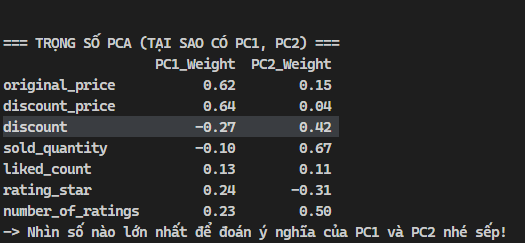 === TRỌNG SỐ PCA (TẠI SAO CÓ PC1, PC2) ===
PC1_Weight PC2_Weight
original_price 0.62 0.15
discount_price 0.64 0.04
discount -0.27 0.42
sold_quantity -0.10 0.67
liked_count 0.13 0.11
rating_star 0.24 -0.31
number_of_ratings 0.23 0.50
-> Nhìn số nào lớn nhất để đoán ý nghĩa của PC1 và PC2 nhé sếp!